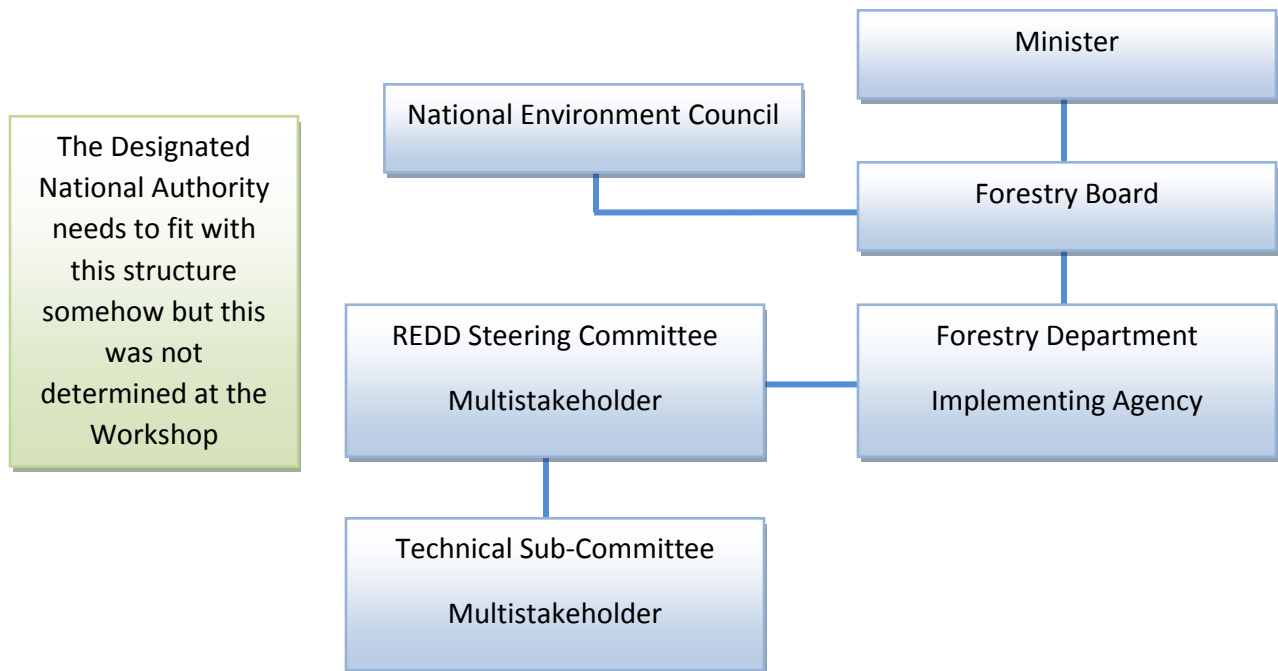 Minister
National Environment Council
The Designated
National Authority
needs to fit with
this structure
somehow but this
was not
determined at the
Workshop
Forestry Board
REDD Steering Committee
Multistakeholder
Forestry Department
Implementing Agency
Technical Sub-Committee
Multistakeholder